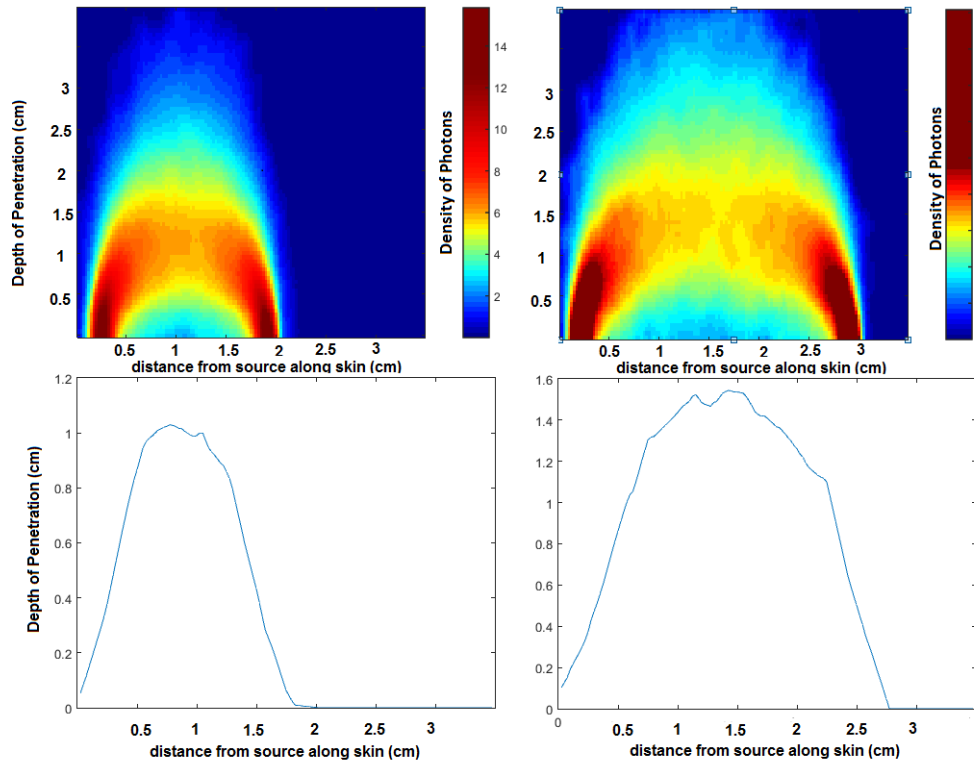 14
12
10
8
6
4
2
Density of Photons
3
2.5
2
1.5
1
0.5
Depth of Penetration (cm)
0.5 1 1.5 2 2.5 3
distance from source along skin (cm)
3
2.5
2
1.5
1
0.5
Density of Photons
0.5 1 1.5 2 2.5 3
distance from source along skin (cm)
1.2
1
0.8
0.6
0.4
0.2
0
Depth of Penetration (cm)
0.5 1 1.5 2 2.5 3
distance from source along skin (cm)
1.6
1.4
1.2
1
0.8
0.6
0.4
0.2
0
0 0.5 1 1.5 2 2.5 3
distance from source along skin (cm)